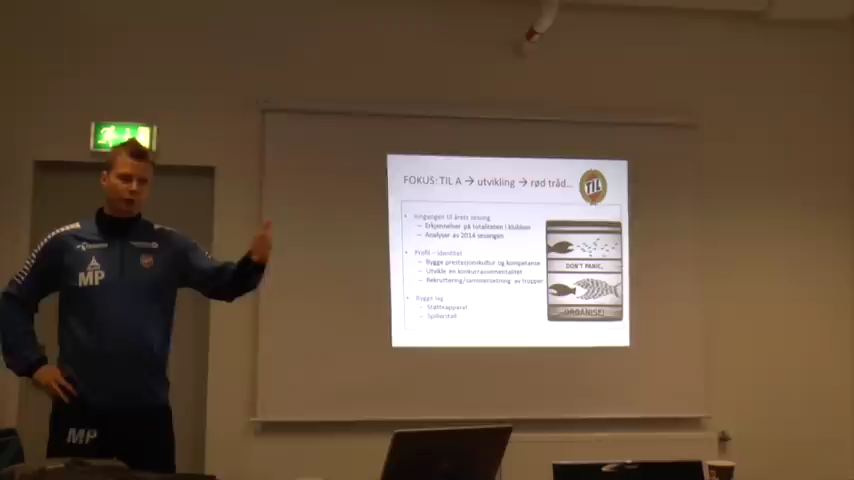 FOKUS: TIL A → utvikling → rød tråd...
TIL
• Inngangen til årets sesong
– Erkjennelser på totaliteten i klubben
– Analyser av 2014 sesongen
• Profil – identitet
– Bygge prestasjonskultur og kompetanse
– Utvikle en konkurransementalitet
– Rekruttering/sammensetning av tropper
• Bygge lag
– Støtteapparat
– Spillerstall
DON'T PANIC,
ORGANISE!
MP
MP